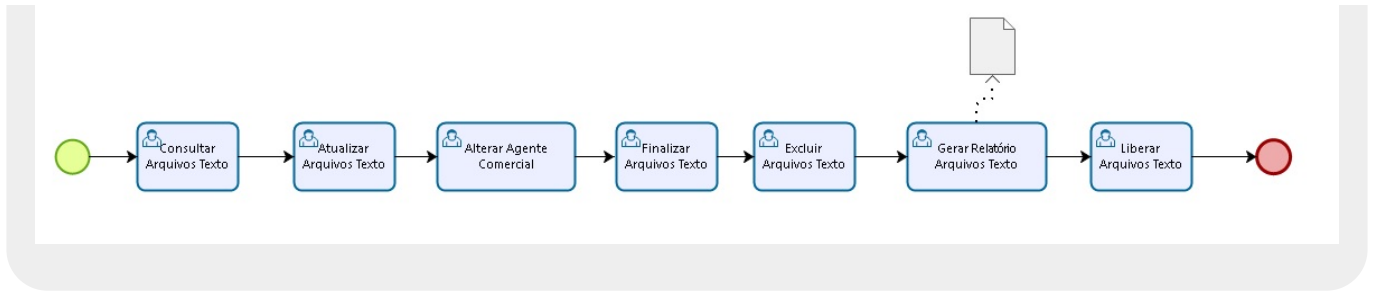 Consultar
Arquivos Texto
Atualizar
Arquivos Texto
Alterar Agente
Comercial
Finalizar
Arquivos Texto
Excluir
Arquivos Texto
Gerar Relatório
Arquivos Texto
Liberar
Arquivos Texto